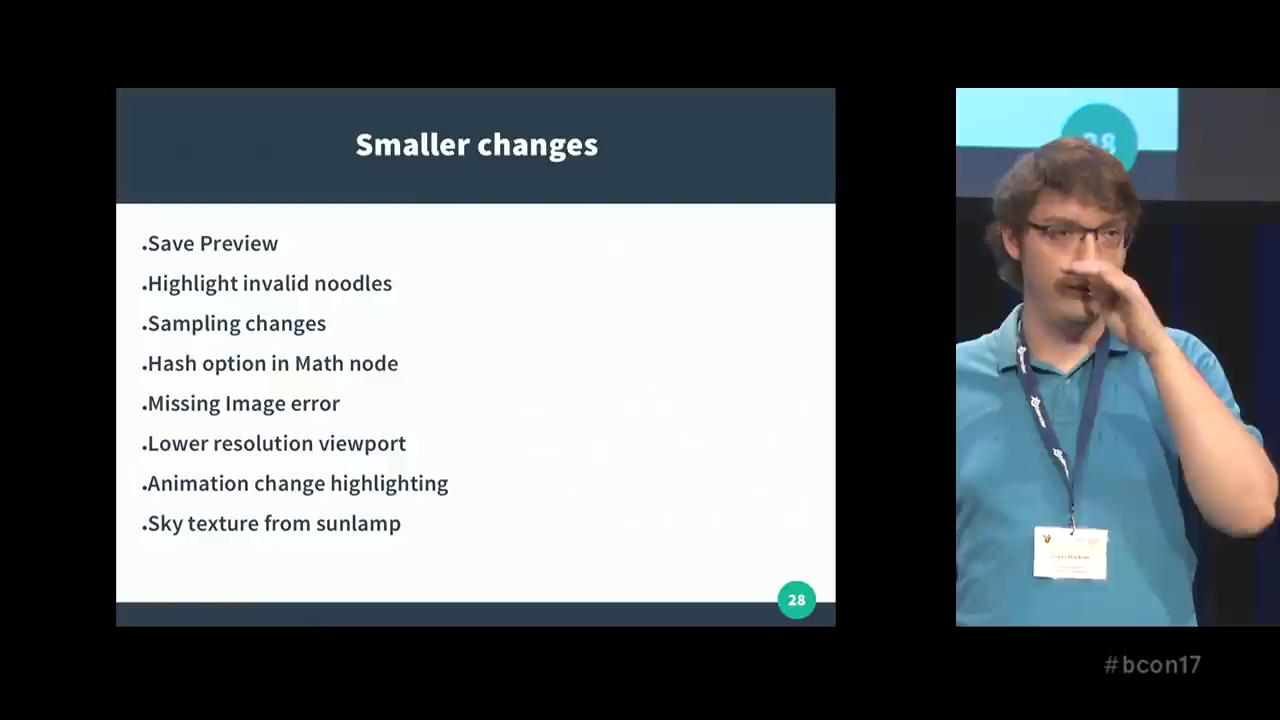 Smaller changes
.Save Preview
.Highlight invalid noodles
.Sampling changes
.Hash option in Math node
.Missing Image error
.Lower resolution viewport
.Animation change highlighting
.Sky texture from sunlamp
28
28
#bcon17